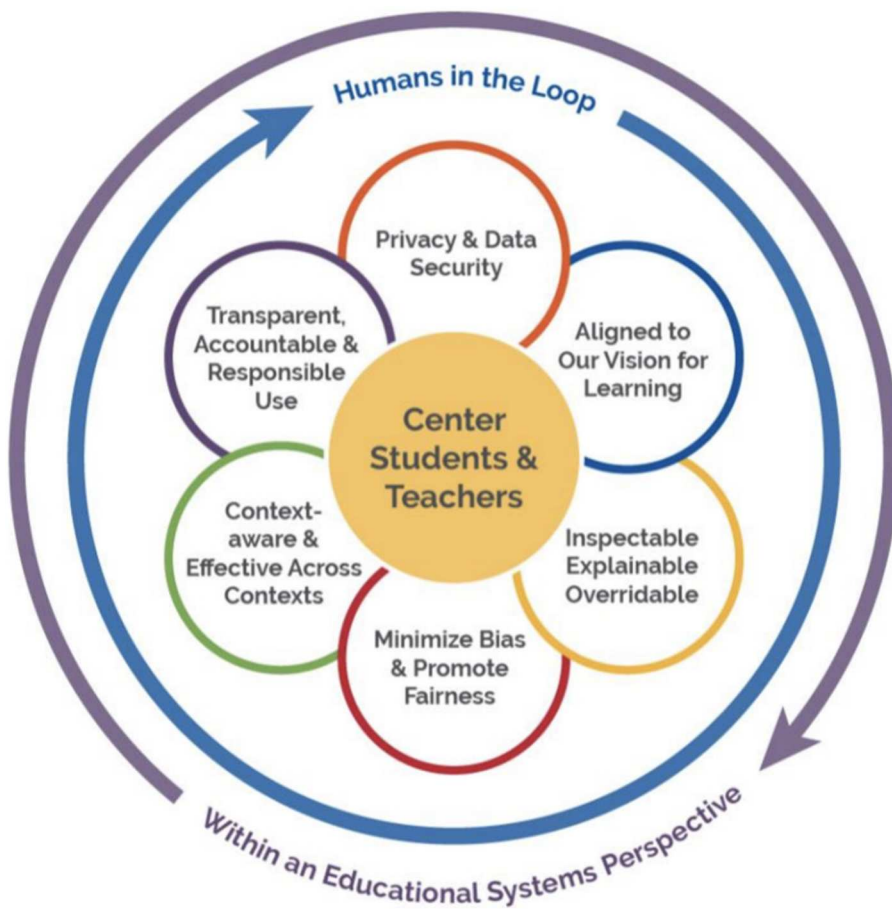 Humans in the Loop
Privacy & Data
Security
Aligned to
Our Vision for
Learning
Inspectable
Explainable
Overridable
Minimize Bias
& Promote
Fairness
Context-
aware &
Effective Across
Contexts
Transparent,
Accountable &
Responsible
Use
Center
Students &
Teachers
Within an Educational Systems Perspective